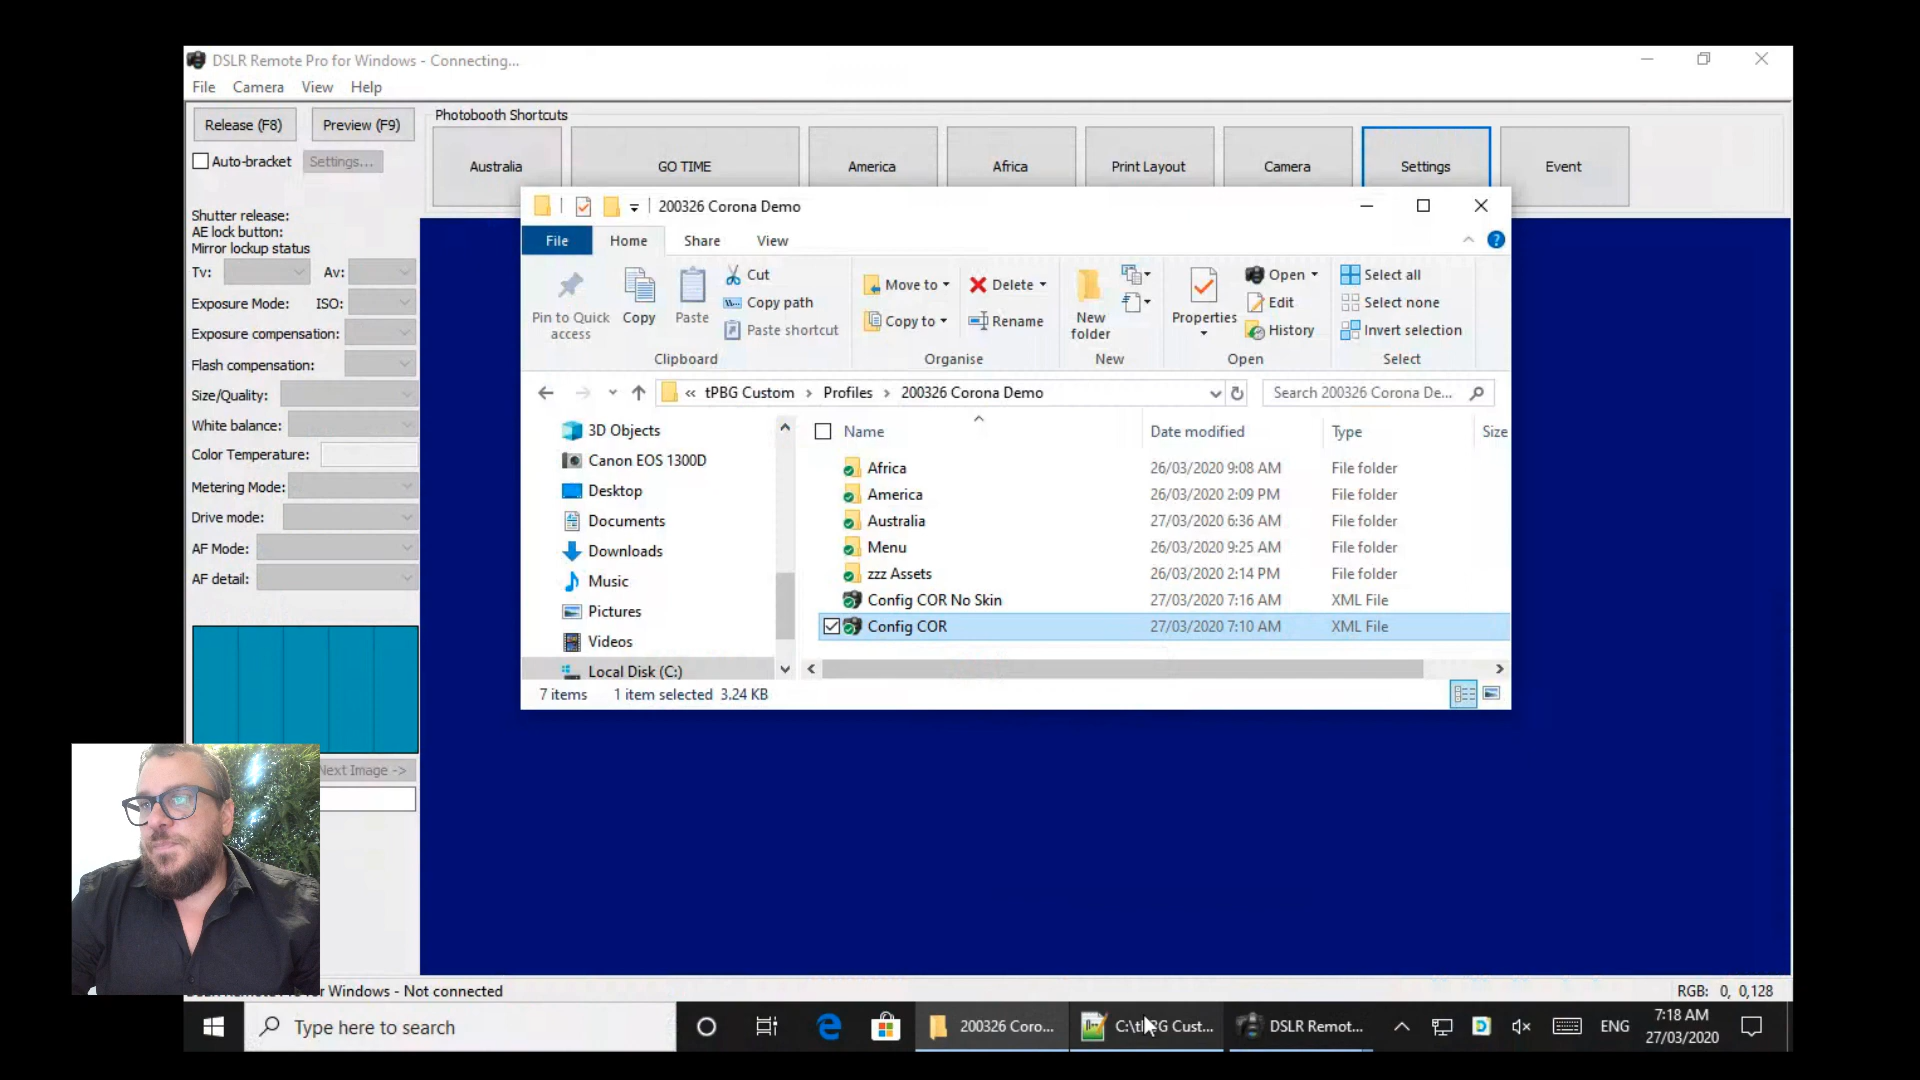 DSLR Remote Pro for Windows - Connecting...
File Camera View Help
Release (F8) Preview (F9)
Auto-bracket Settings...
Shutter release:
AE lock button:
Mirror lockup status
Tv: Av:
Exposure Mode: ISO:
Exposure compensation:
Flash compensation:
Size/Quality:
White balance:
Color Temperature:
Metering Mode:
Drive mode:
AF Mode:
AF detail:
Next Image ->
Photobooth Shortcuts
Australia GO TIME America Africa Print Layout Camera Settings Event
200326 Corona Demo
File Home Share View
Pin to Quick access
Copy
Paste
Cut
Copy path
Paste shortcut
Clipboard
Move to
Copy to
Delete
Rename
Organise
New folder
New
Properties
Open
Edit
History
Open
Select all
Select none
Invert selection
Select
« tPBG Custom > Profiles > 200326 Corona Demo
Search 200326 Corona De...
3D Objects
Canon EOS 1300D
Desktop
Documents
Downloads
Music
Pictures
Videos
Local Disk (C:)
Name Date modified Type Size
Africa 26/03/2020 9:08 AM File folder
America 26/03/2020 2:09 PM File folder
Australia 27/03/2020 6:36 AM File folder
Menu 26/03/2020 9:25 AM File folder
zzz Assets 26/03/2020 2:14 PM File folder
Config COR No Skin 27/03/2020 7:16 AM XML File
Config COR 27/03/2020 7:10 AM XML File
7 items 1 item selected 3.24 KB
for Windows - Not connected
RGB: 0, 0,128
Type here to search
200326 Coro...
Cust...
DSLR Remot...
ENG
7:18 AM
27/03/2020